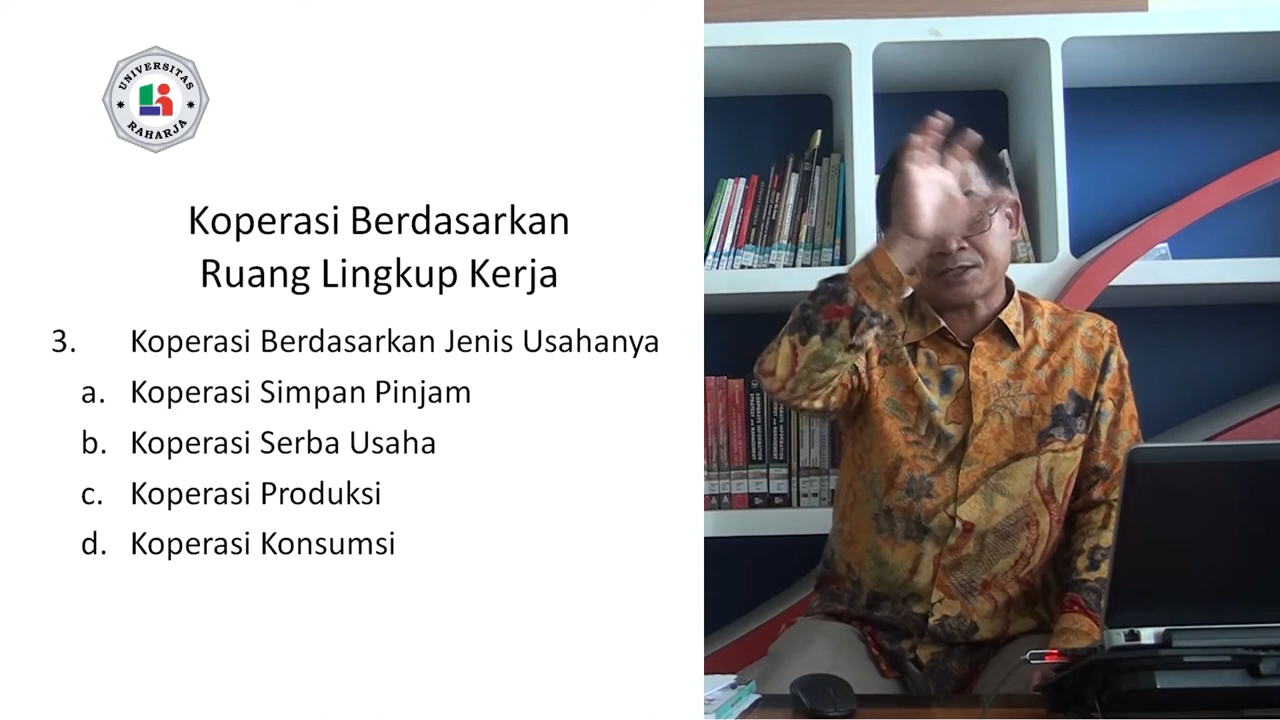 UNIVERSITAS
RAHARJA
Koperasi Berdasarkan
Ruang Lingkup Kerja
3. Koperasi Berdasarkan Jenis Usahanya
a. Koperasi Simpan Pinjam
b. Koperasi Serba Usaha
c. Koperasi Produksi
d. Koperasi Konsumsi